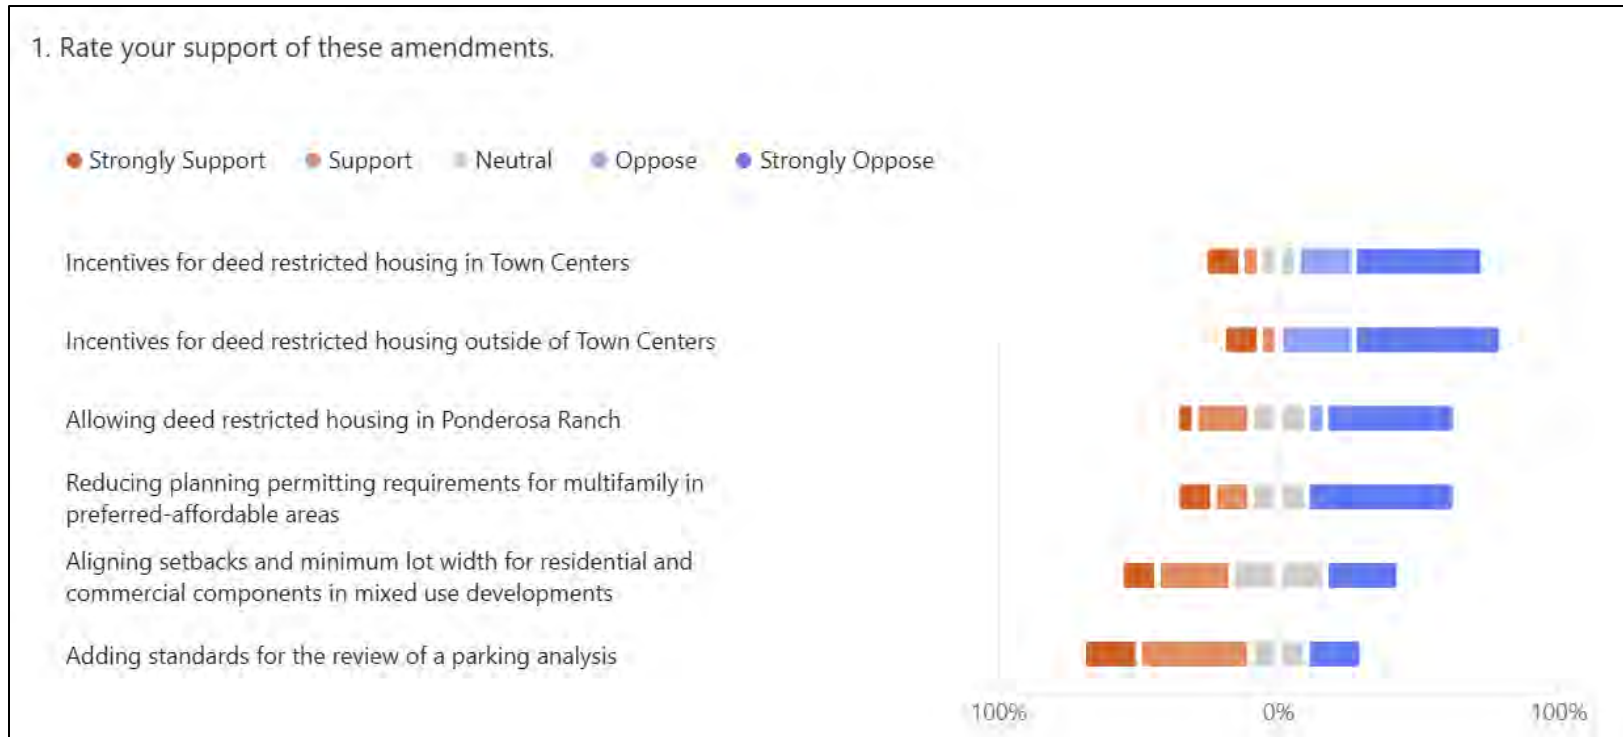 1. Rate your support of these amendments.
Strongly Support Support Neutral Oppose Strongly Oppose
Incentives for deed restricted housing in Town Centers
Incentives for deed restricted housing outside of Town Centers
Allowing deed restricted housing in Ponderosa Ranch
Reducing planning permitting requirements for multifamily in
preferred-affordable areas
Aligning setbacks and minimum lot width for residential and
commercial components in mixed use developments
Adding standards for the review of a parking analysis
100% 0% 100%